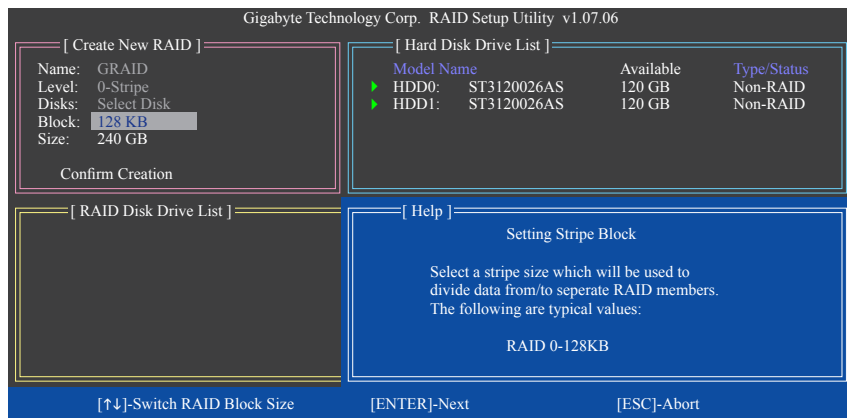 Gigabyte Technology Corp. RAID Setup Utility v1.07.06
[ Create New RAID ]
Name: GRAID
Level: 0-Stripe
Disks: Select Disk
Block: 128 KB
Size: 240 GB
Confirm Creation
[ Hard Disk Drive List ]
Model Name Available Type/Status
HDD0: ST3120026AS 120 GB Non-RAID
HDD1: ST3120026AS 120 GB Non-RAID
[ RAID Disk Drive List ]
[ Help ]
Setting Stripe Block
Select a stripe size which will be used to
divide data from/to seperate RAID members.
The following are typical values:
RAID 0-128KB
[↑↓]-Switch RAID Block Size [ENTER]-Next [ESC]-Abort